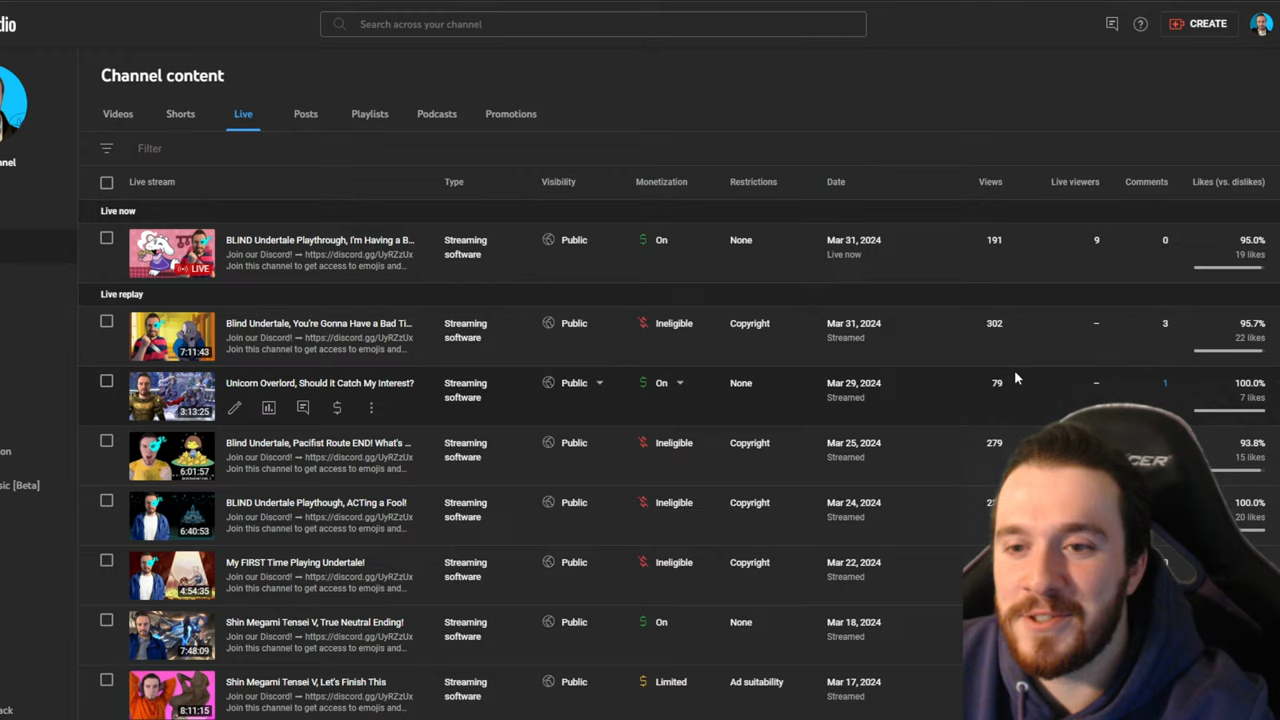 dio
Search across your channel
CREATE
Channel content
nnel
Videos Shorts Live Posts Playlists Podcasts Promotions
Filter
Live stream Type Visibility Monetization Restrictions Date Views Live viewers Comments Likes (vs. dislikes)
Live now
BLIND Undertale Playthrough, I'm Having a B... Streaming Public On None Mar 31, 2024 191 9 0 95.0%
Join this channel to get access to emojis and... software Live now 19 likes
Join our Discord! ━ https://discord.gg/UyRZzUx
LIVE
Live replay
Blind Undertale, You're Gonna Have a Bad Ti... Streaming Public Ineligible Copyright Mar 31, 2024 302 – 3 95.7%
Join our Discord! ━ https://discord.gg/UyRZzUx software Streamed 22 likes
7:11:43 Join this channel to get access to emojis and...
Unicorn Overlord, Should it Catch My Interest? Streaming Public On None Mar 29, 2024 79 – 1 100.0%
3:13:25 software Streamed 7 likes
Blind Undertale, Pacifist Route END! What's ... Streaming Public Ineligible Copyright Mar 25, 2024 279 93.8%
on Join our Discord! ━ https://discord.gg/UyRZzUx software Streamed 15 likes
6:01:57 Join this channel to get access to emojis and...
CER
sic [Beta]
BLIND Undertale Playthough, ACTing a Fool! Streaming Public Ineligible Copyright Mar 24, 2024 100.0%
Join our Discord! ━ https://discord.gg/UyRZzUx software Streamed 20 likes
6:40:53 Join this channel to get access to emojis and...
My FIRST Time Playing Undertale! Streaming Public Ineligible Copyright Mar 22, 2024
Join our Discord! ━ https://discord.gg/UyRZzUx software Streamed
4:54:35 Join this channel to get access to emojis and...
Shin Megami Tensei V, True Neutral Ending! Streaming Public On None Mar 18, 2024
Join our Discord! ━ https://discord.gg/UyRZzUx software Streamed
7:48:09 Join this channel to get access to emojis and...
Shin Megami Tensei V, Let's Finish This Streaming Public Limited Ad suitability Mar 17, 2024
Join our Discord! ━ https://discord.gg/UyRZzUx software Streamed
8:11:15 Join this channel to get access to emojis and...
ack